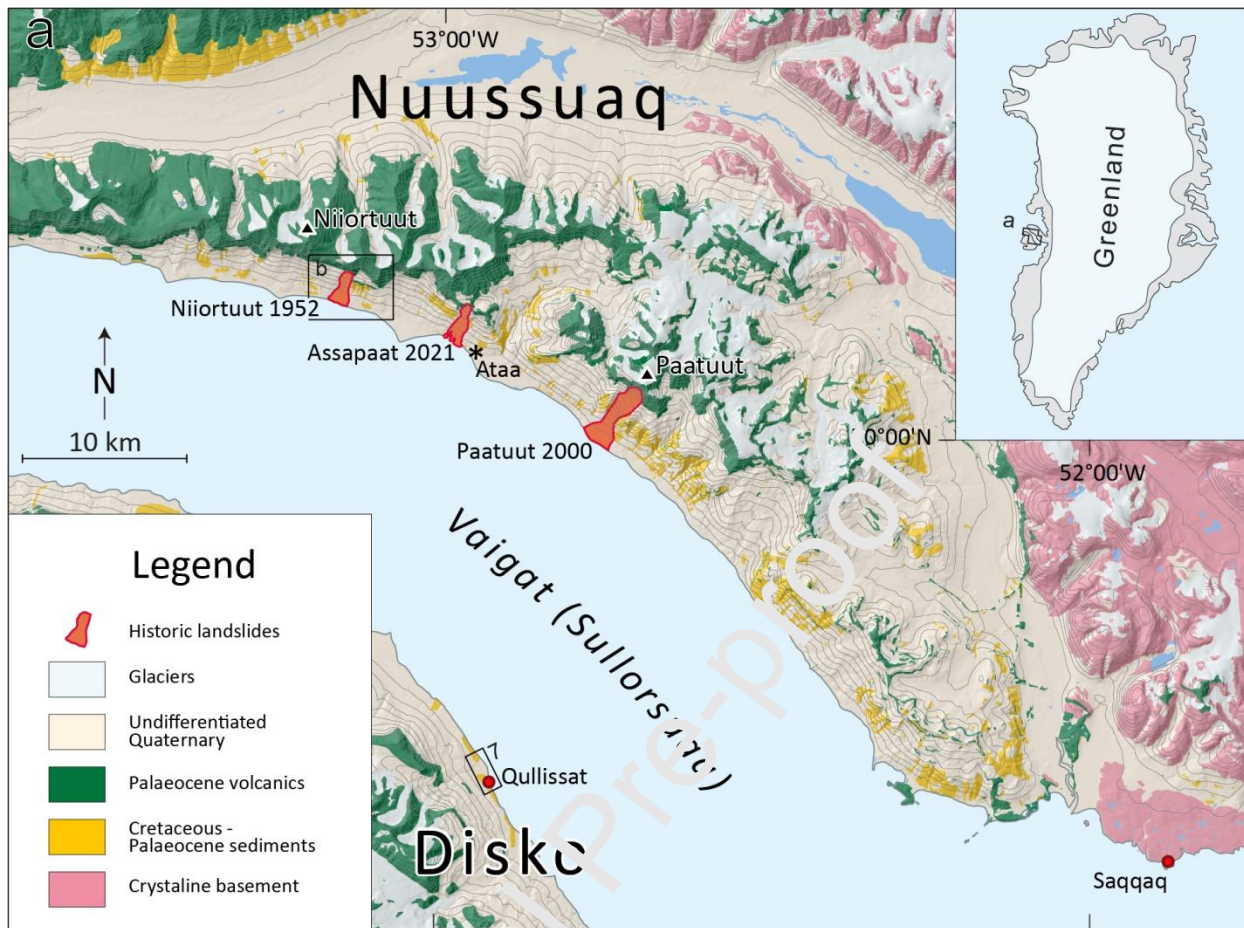 a
53°00'W
Nuussuaq
Niiortuut
b
Niiortuut 1952
Assapaat 2021
Ataa
Paatuut
Paatuut 2000
N
10 km
0°00'N
52°00'W
Greenland
a
Vaigat (Sullorsuaq)
Pre-proof
7
Qullissat
Disko
Saqqaq
Legend
Historic landslides
Glaciers
Undifferentiated
Quaternary
Palaeocene volcanics
Cretaceous -
Palaeocene sediments
Crystaline basement